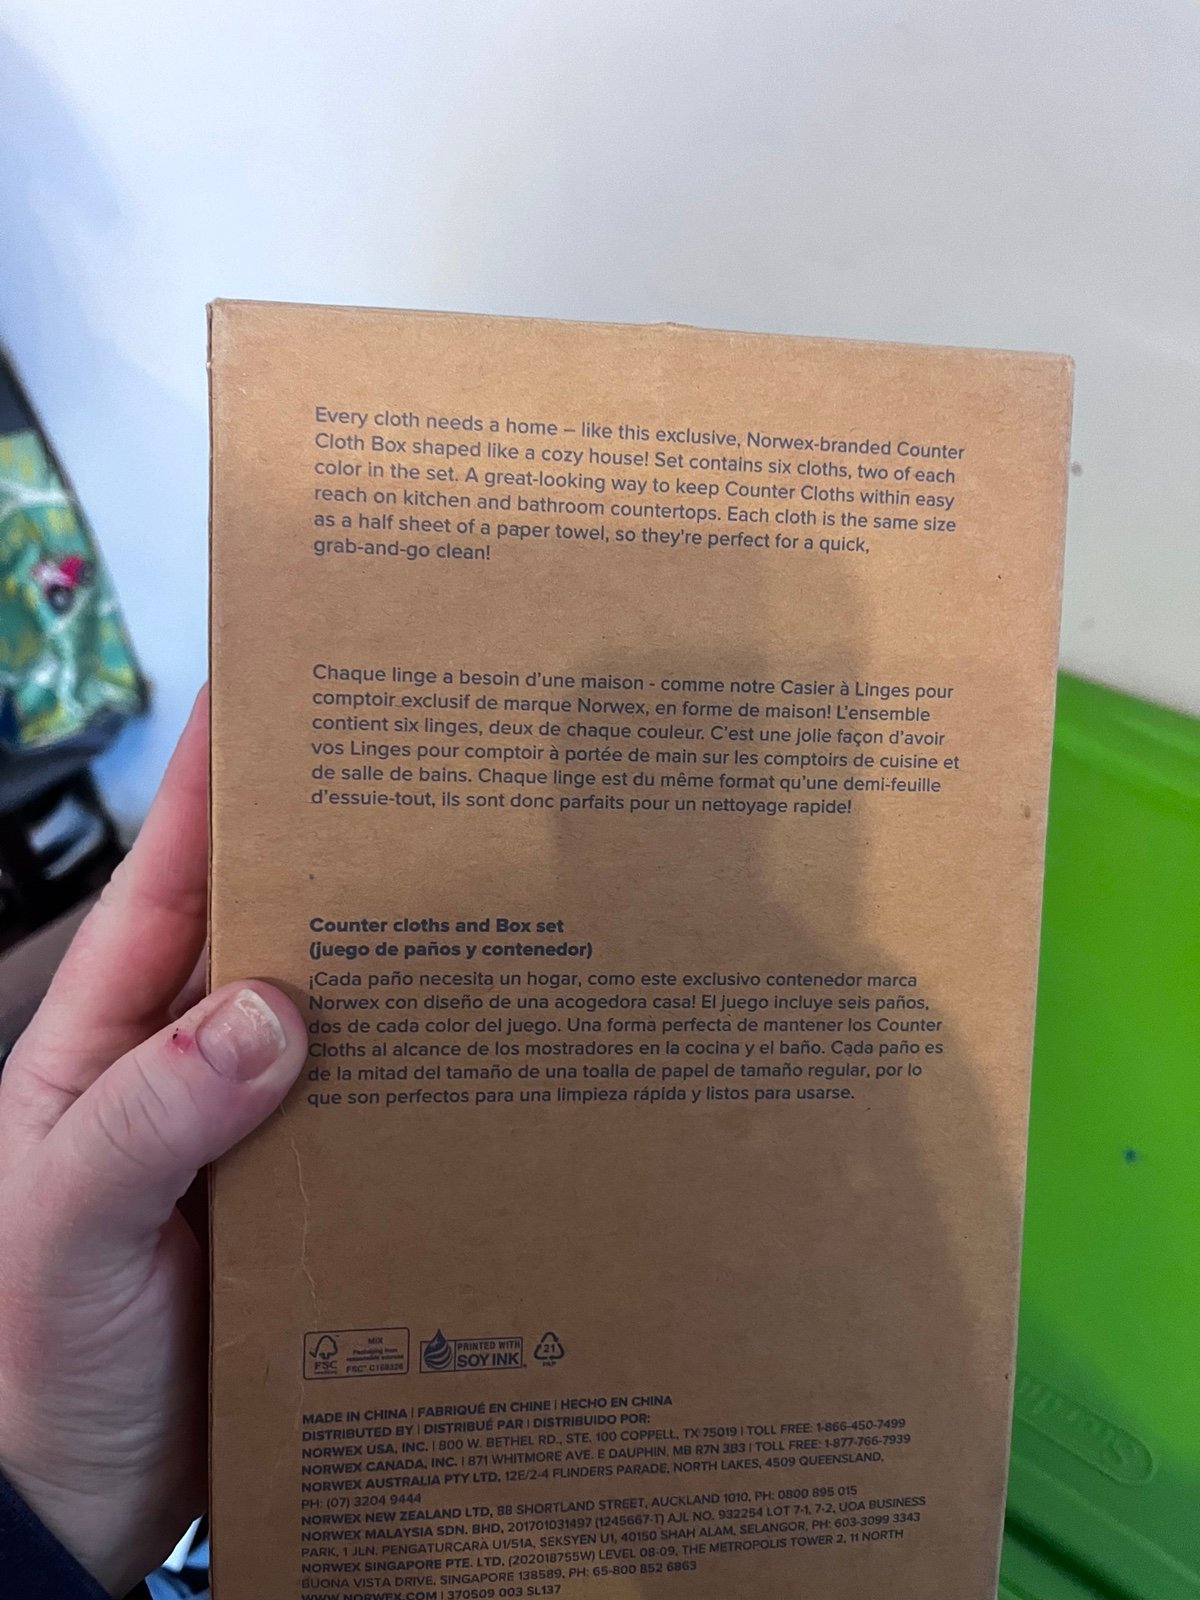 Every cloth needs a home – like this exclusive, Norwex-branded Counter
Cloth Box shaped like a cozy house! Set contains six cloths, two of each
color in the set. A great-looking way to keep Counter Cloths within easy
reach on kitchen and bathroom countertops. Each cloth is the same size
as a half sheet of a paper towel, so they're perfect for a quick,
grab-and-go clean!
Chaque linge a besoin d’une maison - comme notre Casier à Linges pour
comptoir exclusif de marque Norwex, en forme de maison! L’ensemble
contient six linges, deux de chaque couleur. C’est une jolie façon d’avoir
vos Linges pour comptoir à portée de main sur les comptoirs de cuisine et
de salle de bains. Chaque linge est du même format qu’une demi-feuille
d’essuie-tout, ils sont donc parfaits pour un nettoyage rapide!
Counter cloths and Box set
(juego de paños y contenedor)
¡Cada paño necesita un hogar, como este exclusivo contenedor marca
Norwex con diseño de una acogedora casa! El juego incluye seis paños,
dos de cada color del juego. Una forma perfecta de mantener los Counter
Cloths al alcance de los mostradores en la cocina y el baño. Cada paño es
de la mitad del tamaño de una toalla de papel de tamaño regular, por lo
que son perfectos para una limpieza rápida y listos para usarse.
FSC
MIX
Packaging from
responsible sources
FSC® C168326
PRINTED WITH
SOY INK
21
PAP
MADE IN CHINA | FABRIQUÉ EN CHINE | HECHO EN CHINA
DISTRIBUTED BY | DISTRIBUÉ PAR | DISTRIBUIDO POR:
NORWEX USA, INC. | 800 W. BETHEL RD., STE. 100 COPPELL, TX 75019 | TOLL FREE: 1-866-450-7499
NORWEX CANADA, INC. | 871 WHITMORE AVE. E DAUPHIN, MB R7N 3B3 | TOLL FREE: 1-877-766-7939
NORWEX AUSTRALIA PTY LTD, 12E/2-4 FLINDERS PARADE, NORTH LAKES, 4509 QUEENSLAND,
PH: (07) 3204 9444
NORWEX NEW ZEALAND LTD, 88 SHORTLAND STREET, AUCKLAND 1010, PH: 0800 895 015
NORWEX MALAYSIA SDN. BHD, 201701031497 (1245667-T) AJL NO. 932254 LOT 7-1, 7-2, UOA BUSINESS
PARK, 1 JLN. PENGATURCARA U1/51A, SEKSYEN U1, 40150 SHAH ALAM, SELANGOR, PH: 603-3099 3343
NORWEX SINGAPORE PTE. LTD. (202018755W) LEVEL 08-09, THE METROPOLIS TOWER 2, 11 NORTH
BUONA VISTA DRIVE, SINGAPORE 138589, PH: 65-800 852 6863
WWW.NORWEX.COM | 370509 003 SL137